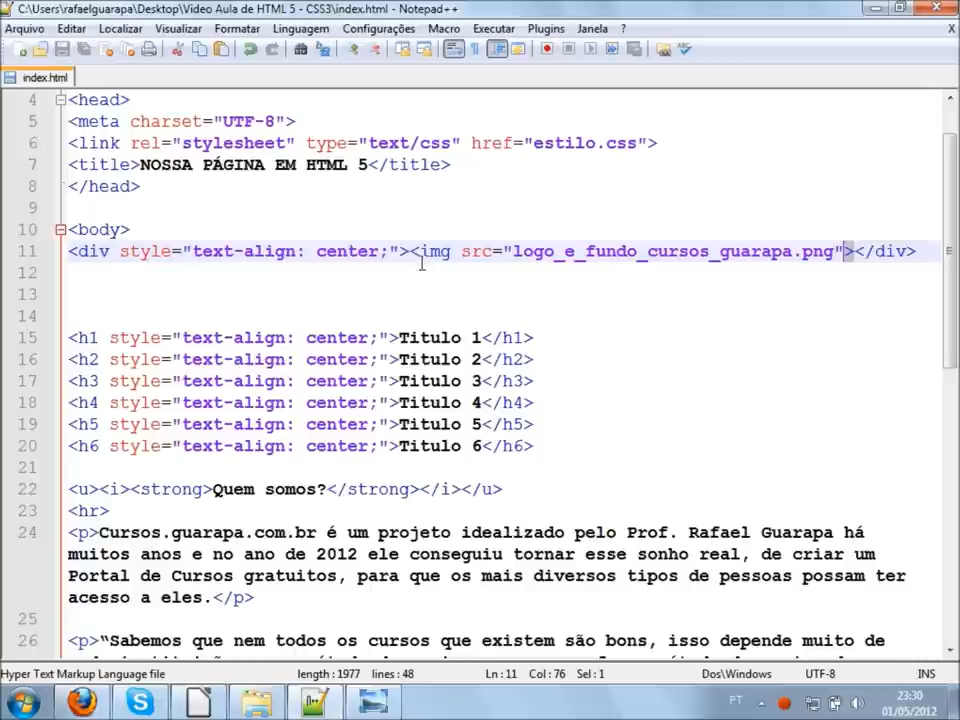 C:\Users\rafaelguarapa\Desktop\Video Aula de HTML 5 - CSS3\index.html - Notepad++
Arquivo Editar Localizar Visualizar Formatar Linguagem Configurações Macro Executar Plugins Janela ? X
index.html
4 <head>
5 <meta charset="UTF-8">
6 <link rel="stylesheet" type="text/css" href="estilo.css">
7 <title>NOSSA PÁGINA EM HTML 5</title>
8 </head>
9
10 <body>
11 <div style="text-align: center;"><img src="logo_e_fundo_cursos_guarapa.png"></div>
12
13
14
15 <h1 style="text-align: center;">Titulo 1</h1>
16 <h2 style="text-align: center;">Titulo 2</h2>
17 <h3 style="text-align: center;">Titulo 3</h3>
18 <h4 style="text-align: center;">Titulo 4</h4>
19 <h5 style="text-align: center;">Titulo 5</h5>
20 <h6 style="text-align: center;">Titulo 6</h6>
21
22 <u><i><strong>Quem somos?</strong></i></u>
23 <hr>
24 <p>Cursos.guarapa.com.br é um projeto idealizado pelo Prof. Rafael Guarapa há
muitos anos e no ano de 2012 ele conseguiu tornar esse sonho real, de criar um
Portal de Cursos gratuitos, para que os mais diversos tipos de pessoas possam ter
acesso a eles.</p>
25
26 <p>“Sabemos que nem todos os cursos que existem são bons, isso depende muito de
Hyper Text Markup Language file length : 1977 lines : 48 Ln : 11 Col : 76 Sel : 1 Dos\Windows UTF-8 INS
PT 23:30
01/05/2012